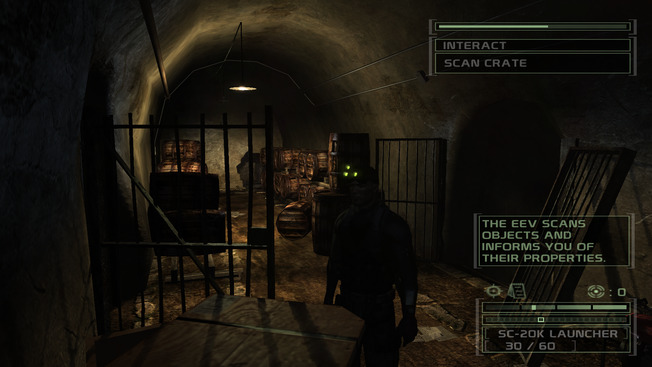 INTERACT
SCAN CRATE
THE EEV SCANS
OBJECTS AND
INFORMS YOU OF
THEIR PROPERTIES.
: 0
SC-20K LAUNCHER
30 / 60